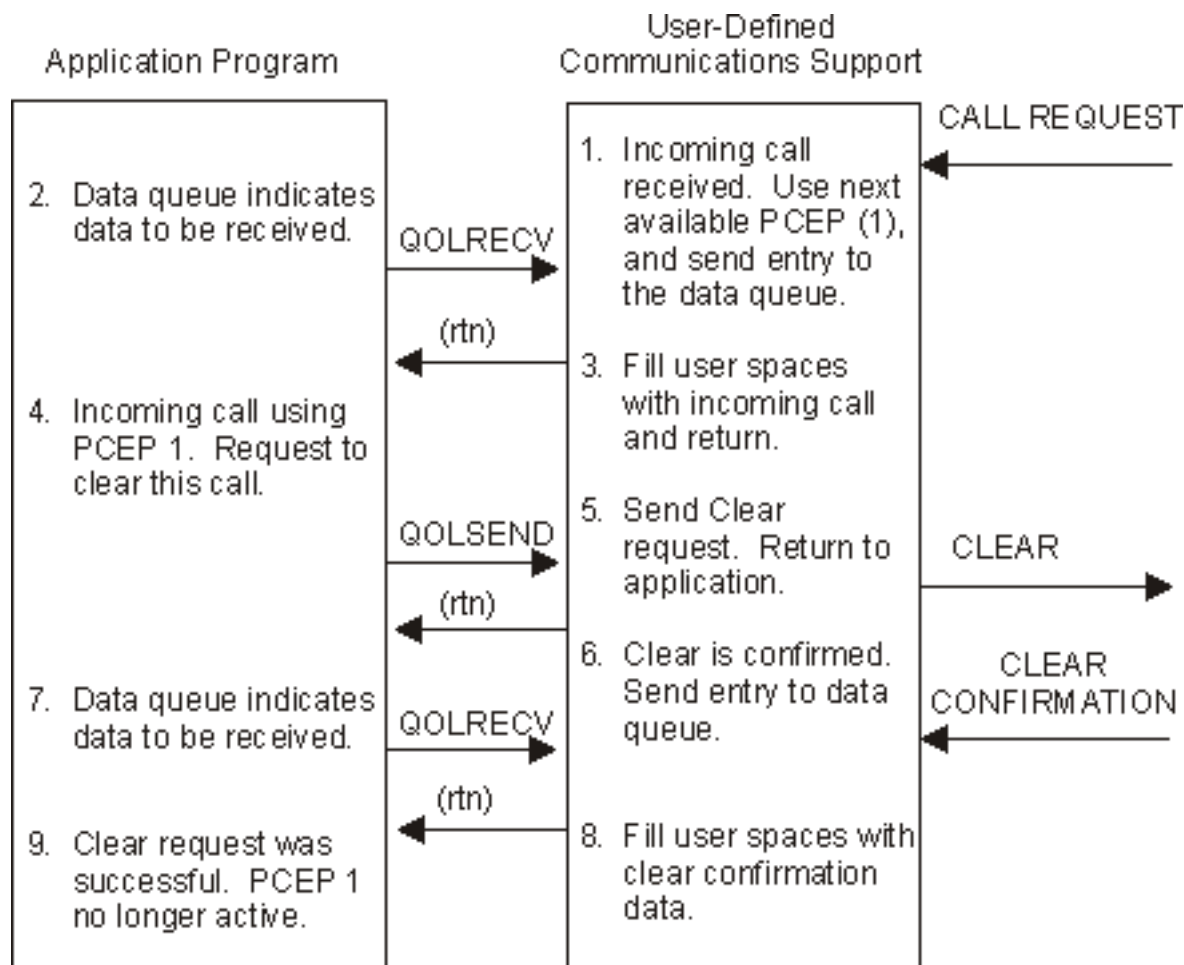 Application Program
User-Defined
Communications Support
CALL REQUEST
1. Incoming call
received. Use next
available PCEP (1),
and send entry to
the data queue.
2. Data queue indicates
data to be received.
QOLRECV
(rtn)
3. Fill user spaces
with incoming call
and return.
4. Incoming call using
PCEP 1. Request to
clear this call.
QOLSEND
5. Send Clear
request. Return to
application.
CLEAR
(rtn)
6. Clear is confirmed.
Send entry to data
queue.
CLEAR
CONFIRMATION
7. Data queue indicates
data to be received.
QOLRECV
(rtn)
8. Fill user spaces with
clear confirmation
data.
9. Clear request was
successful. PCEP 1
no longer active.